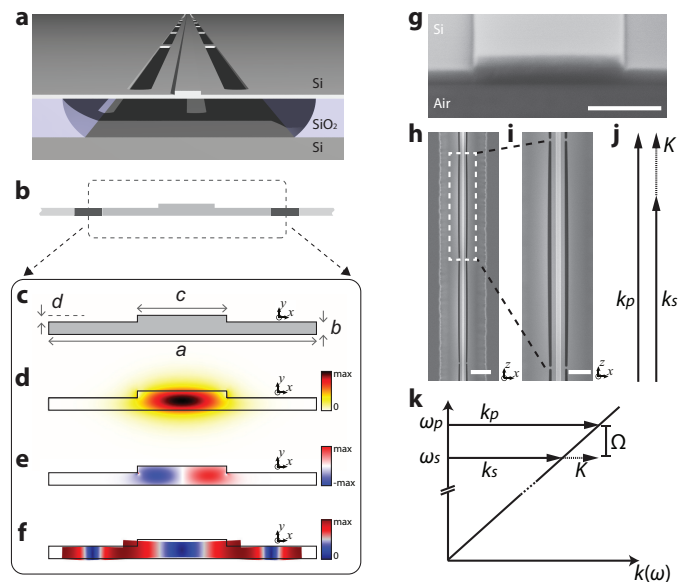 a
Si
SiO₂
Si
b
c
d
c
y
x
b
a
d
y
x
max
0
e
y
x
max
-max
f
y
x
max
0
g
Si
Air
h
i
j
z
x
z
x
K
kp
ks
k
ωp
kp
Ω
ωs
ks
K
k(ω)